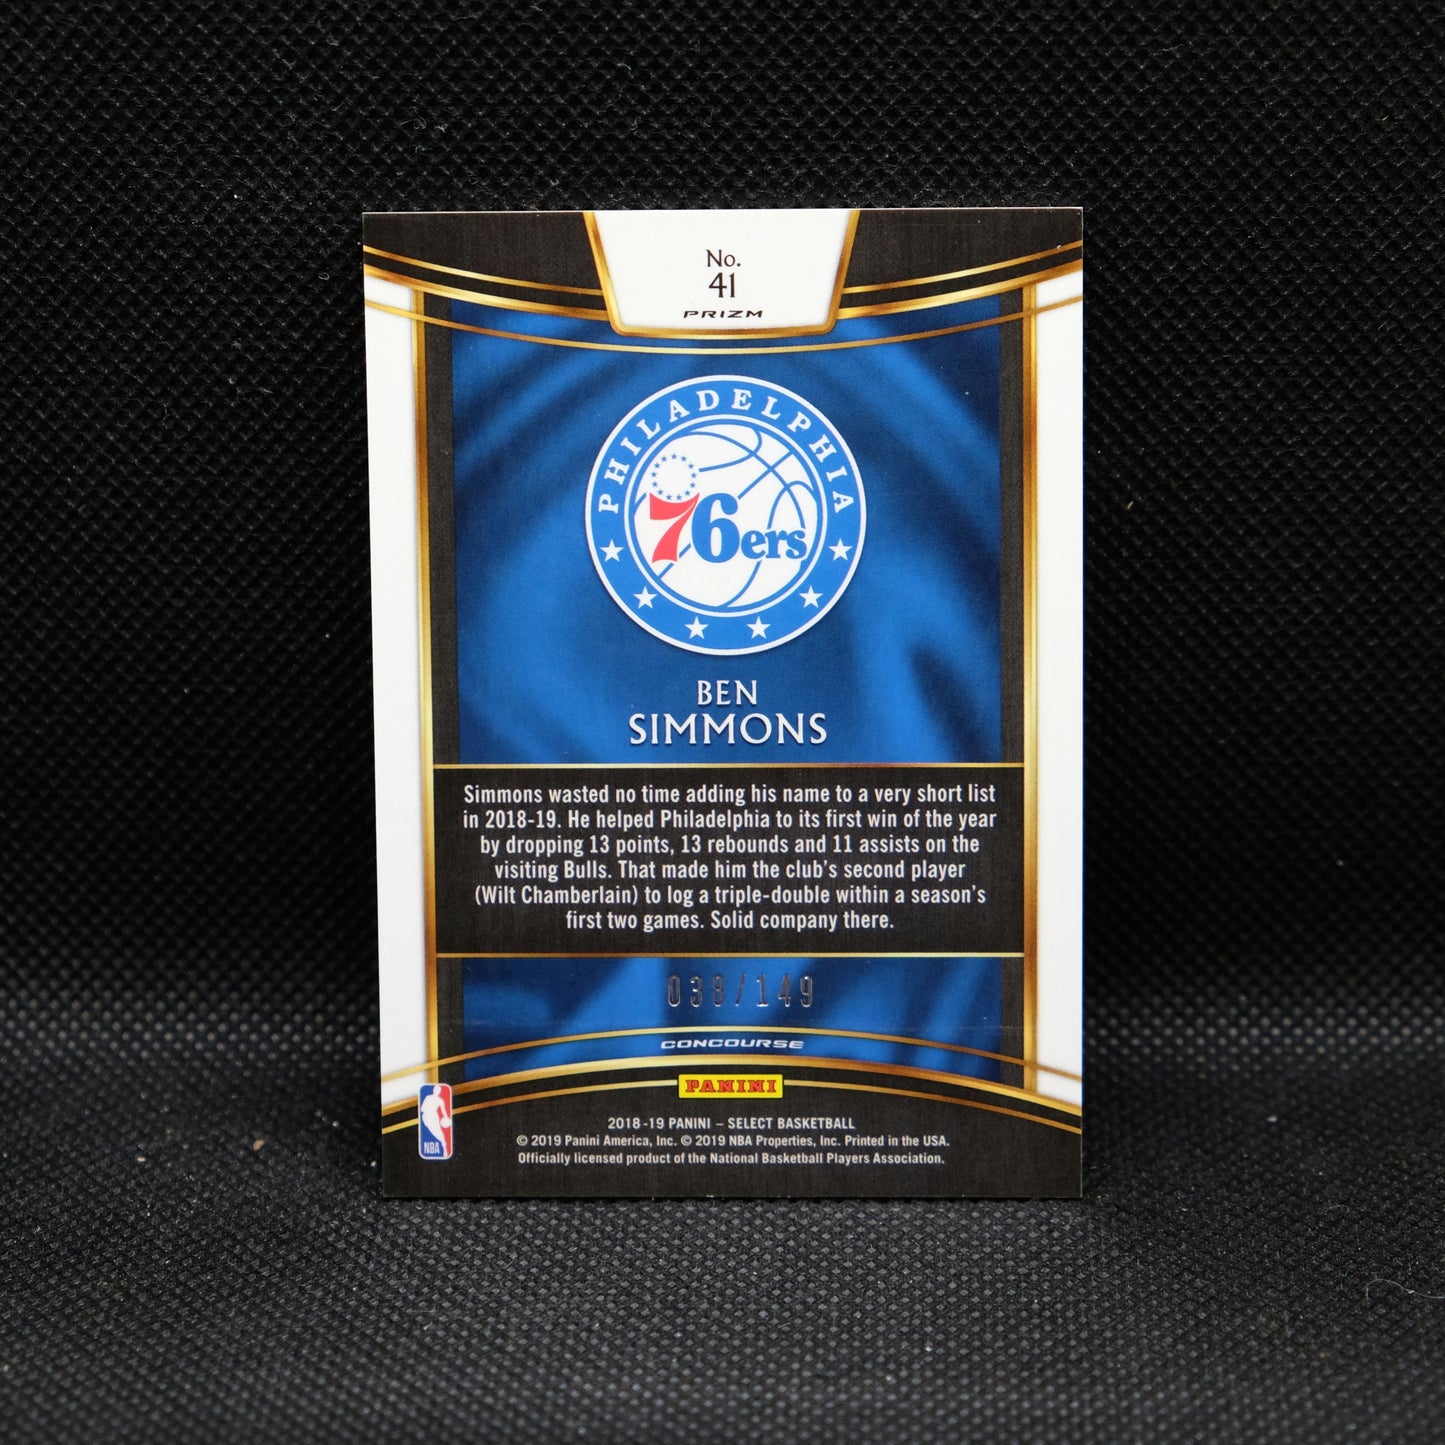 No.
41
PRIZM
PHILADELPHIA
76ers
BEN
SIMMONS
Simmons wasted no time adding his name to a very short list
in 2018-19. He helped Philadelphia to its first win of the year
by dropping 13 points, 13 rebounds and 11 assists on the
visiting Bulls. That made him the club's second player
(Wilt Chamberlain) to log a triple-double within a season's
first two games. Solid company there.
038/149
CONCOURSE
PANINI
NBA
2018-19 PANINI – SELECT BASKETBALL
© 2019 Panini America, Inc. © 2019 NBA Properties, Inc. Printed in the USA.
Officially licensed product of the National Basketball Players Association.